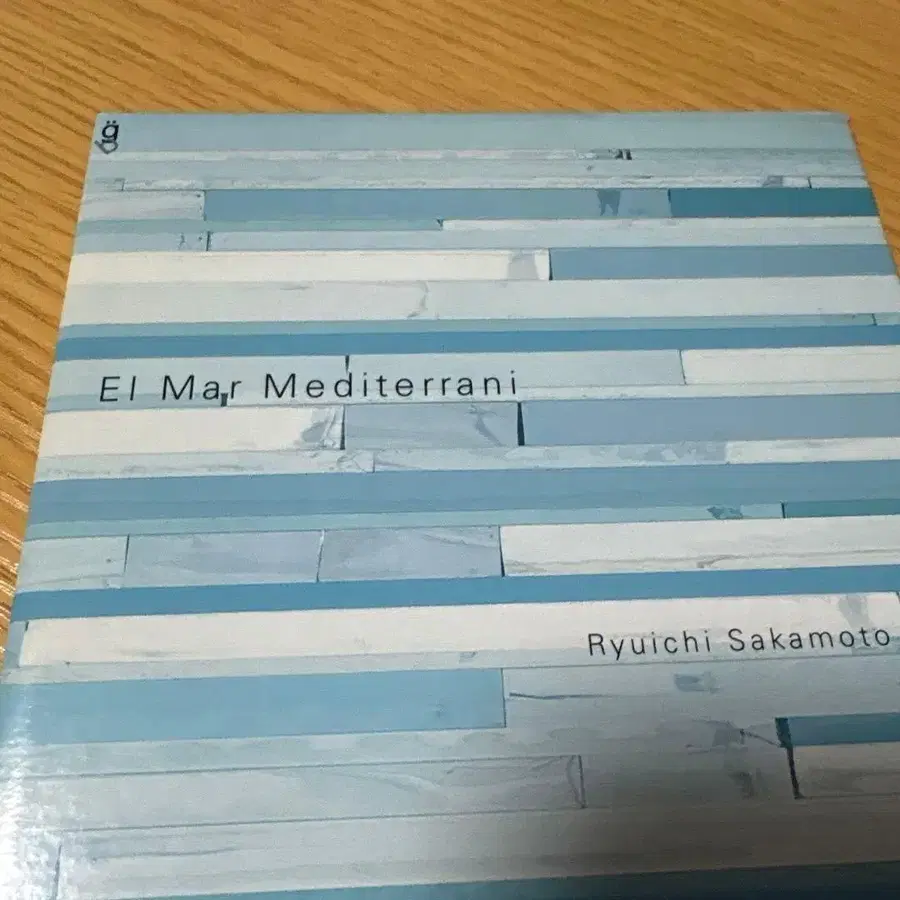 g̈
El Mar Mediterrani
Ryuichi Sakamoto